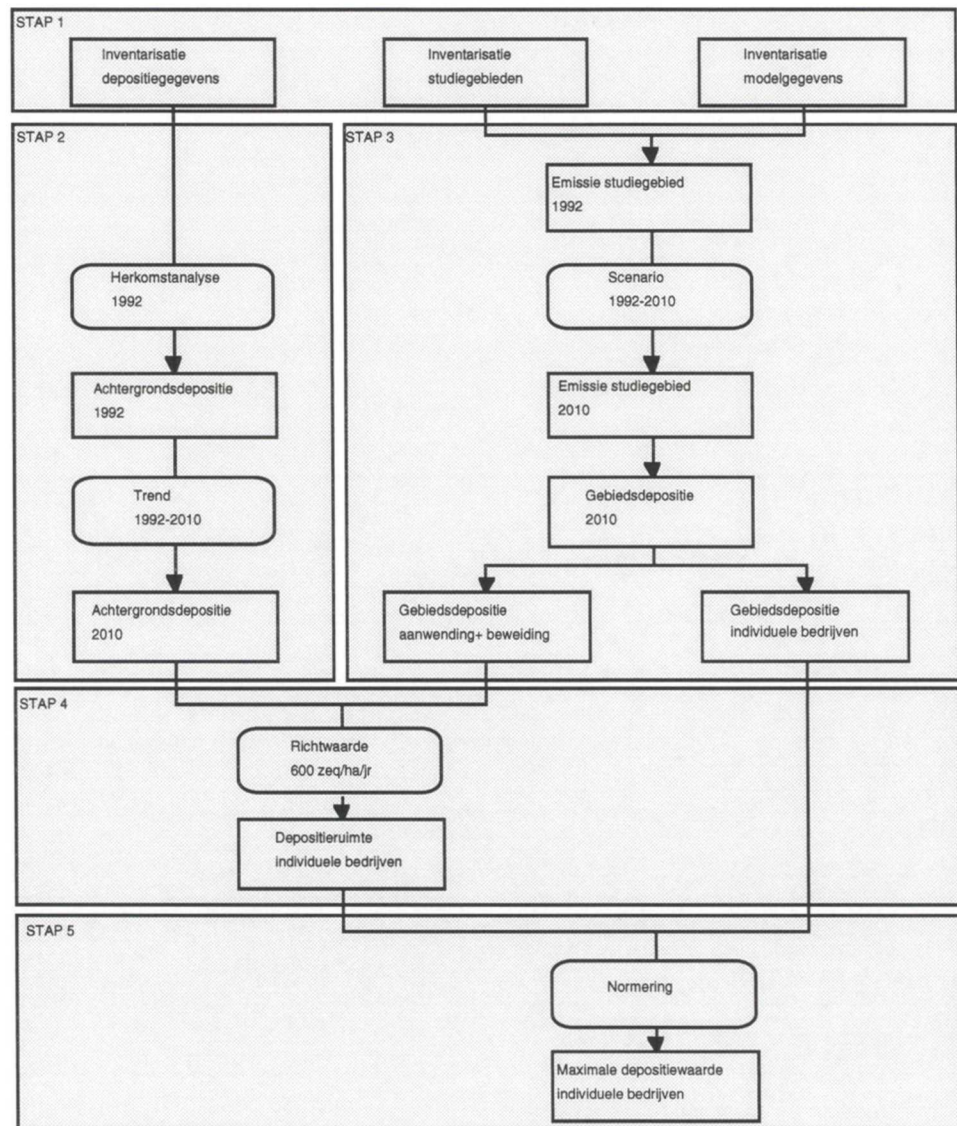 STAP 1
Inventarisatie
depositiegegevens
Inventarisatie
studiegebieden
Inventarisatie
modelgegevens
STAP 2
Herkomstanalyse
1992
Achtergrondsdepositie
1992
Trend
1992-2010
Achtergrondsdepositie
2010
STAP 3
Emissie studiegebied
1992
Scenario
1992-2010
Emissie studiegebied
2010
Gebiedsdepositie
2010
Gebiedsdepositie
aanwending+ beweiding
Gebiedsdepositie
individuele bedrijven
STAP 4
Richtwaarde
600 zeq/ha/jr
Depositieruimte
individuele bedrijven
STAP 5
Normering
Maximale depositiewaarde
individuele bedrijven